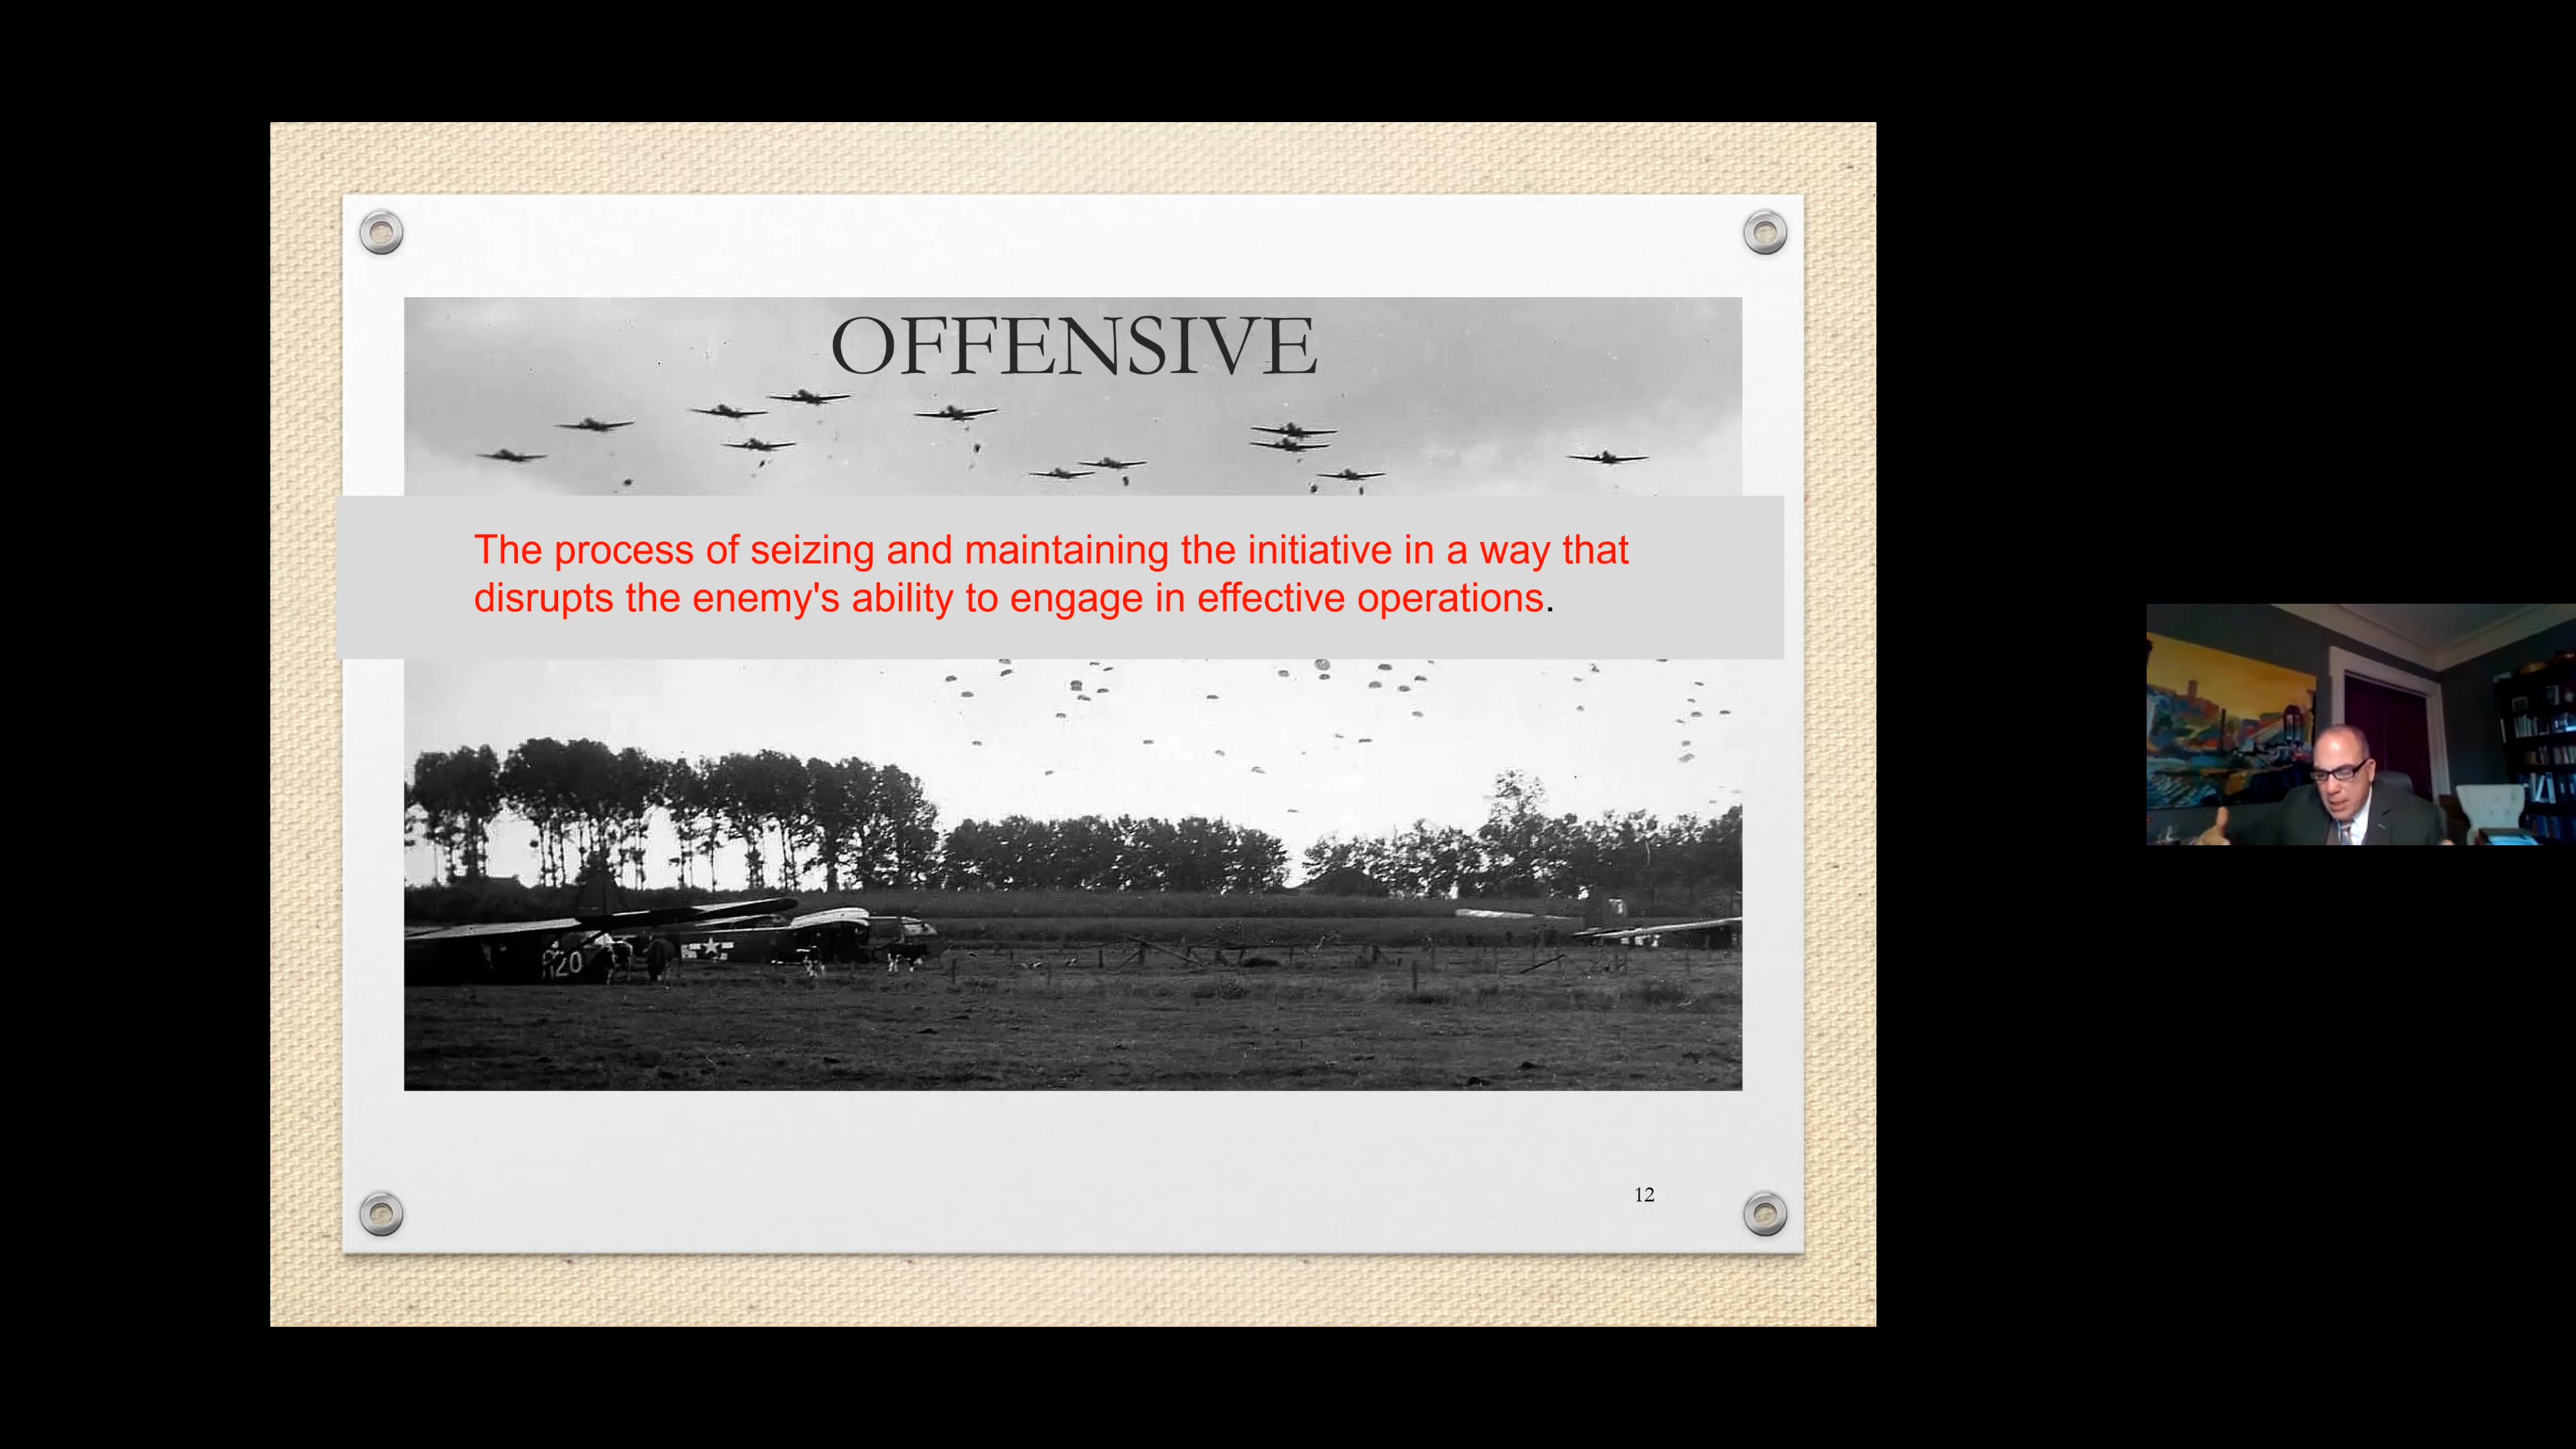 OFFENSIVE
The process of seizing and maintaining the initiative in a way that
disrupts the enemy's ability to engage in effective operations.
20
12